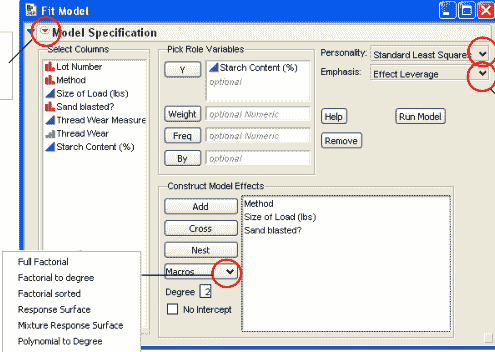 Fit Model
Model Specification
Select Columns
Lot Number
Method
Size of Load (lbs)
Sand blasted?
Thread Wear Measure
Thread Wear
Starch Content (%)
Pick Role Variables
Y
Starch Content (%)
optional
Weight
optional Numeric
Freq
optional Numeric
By
optional
Personality: Standard Least Squares
Emphasis: Effect Leverage
Help
Run Model
Remove
Construct Model Effects
Add
Cross
Nest
Macros
Degree 2
No Intercept
Method
Size of Load (lbs)
Sand blasted?
Full Factorial
Factorial to degree
Factorial sorted
Response Surface
Mixture Response Surface
Polynomial to Degree